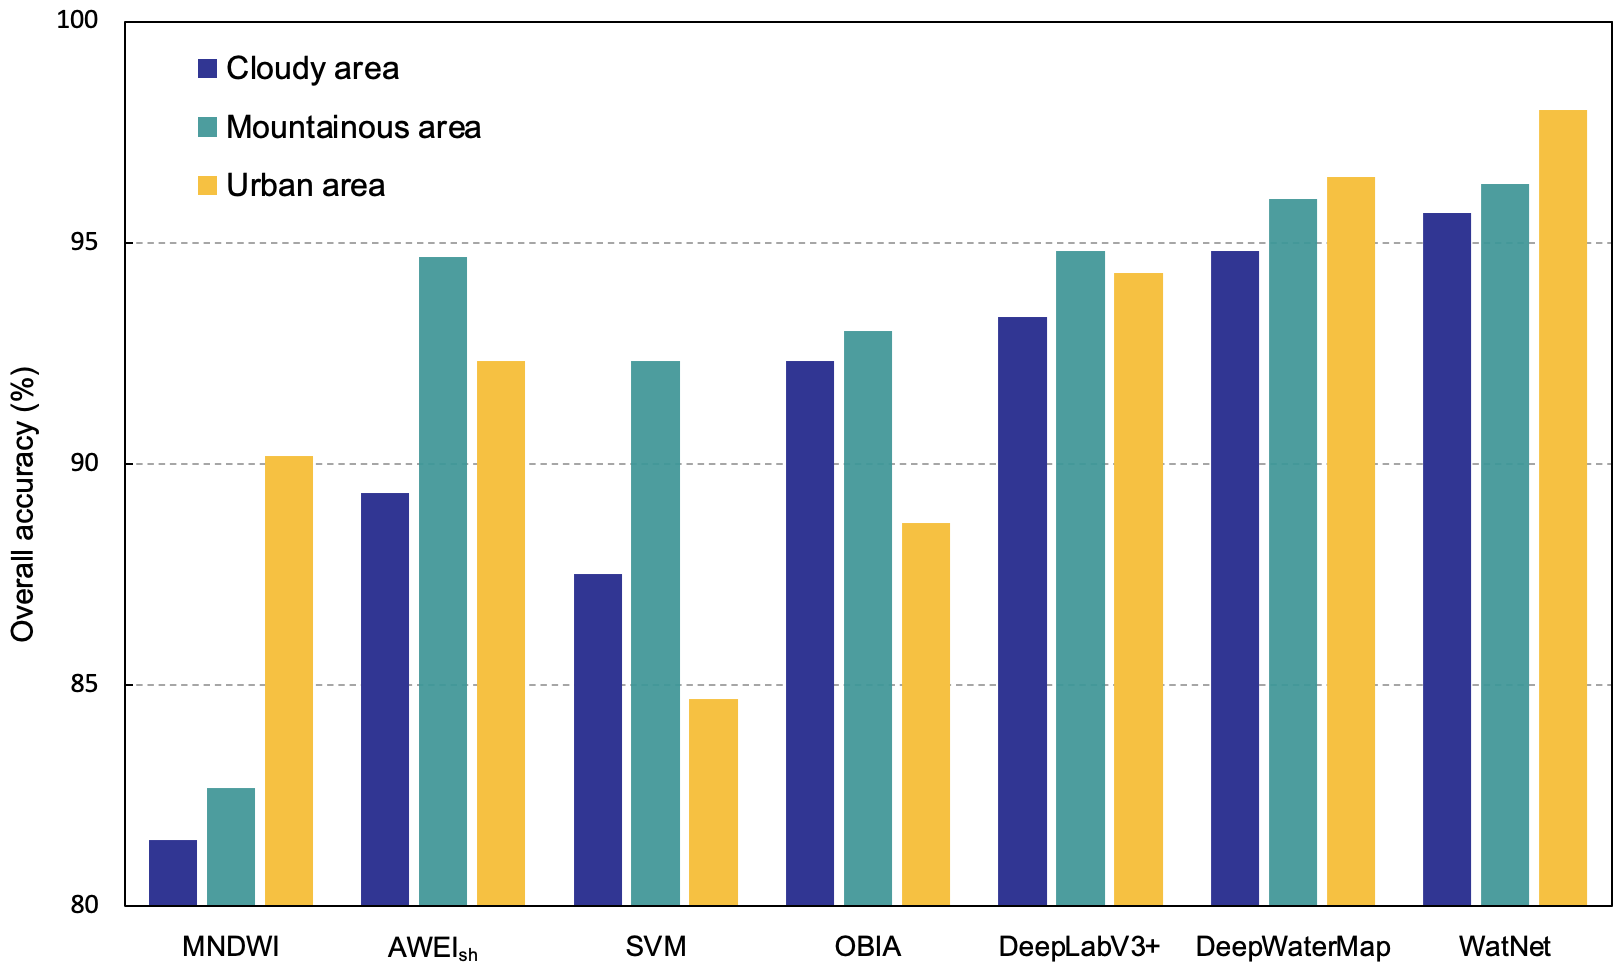 100
Cloudy area
Mountainous area
Urban area
95
90
85
80
Overall accuracy (%)
MNDWI AWEIsh SVM OBIA DeepLabV3+ DeepWaterMap WatNet